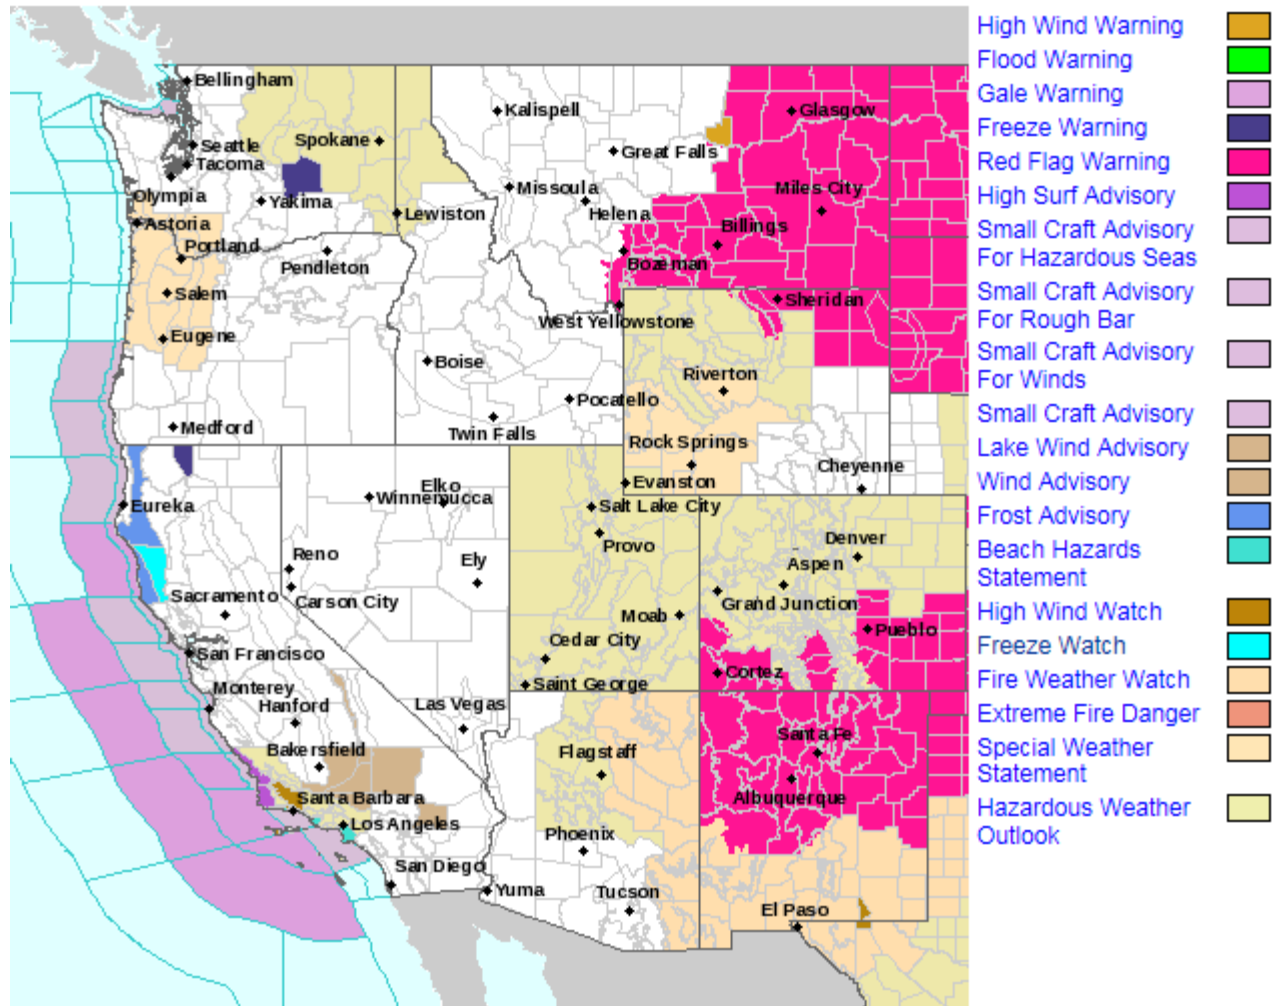 High Wind Warning
Flood Warning
Gale Warning
Freeze Warning
Red Flag Warning
High Surf Advisory
Small Craft Advisory
For Hazardous Seas
Small Craft Advisory
For Rough Bar
Small Craft Advisory
For Winds
Small Craft Advisory
Lake Wind Advisory
Wind Advisory
Frost Advisory
Beach Hazards
Statement
High Wind Watch
Freeze Watch
Fire Weather Watch
Extreme Fire Danger
Special Weather
Statement
Hazardous Weather
Outlook
Bellingham
Kalispell
Glasgow
Seattle
Spokane
Great Falls
Tacoma
Olympia
Yakima
Missoula
Miles City
Lewiston
Helena
Astoria
Billings
Portland
Pendleton
Bozeman
Salem
Sheridan
West Yellowstone
Eugene
Boise
Riverton
Pocatello
Medford
Twin Falls
Rock Springs
Cheyenne
Evanston
Elko
Winnemucca
Eureka
Salt Lake City
Provo
Denver
Reno
Ely
Aspen
Sacramento
Carson City
Grand Junction
Moab
Pueblo
Cedar City
San Francisco
Cortez
Saint George
Monterey
Hanford
Las Vegas
Santa Fe
Bakersfield
Flagstaff
Santa Barbara
Albuquerque
Los Angeles
Phoenix
San Diego
Yuma
Tucson
El Paso